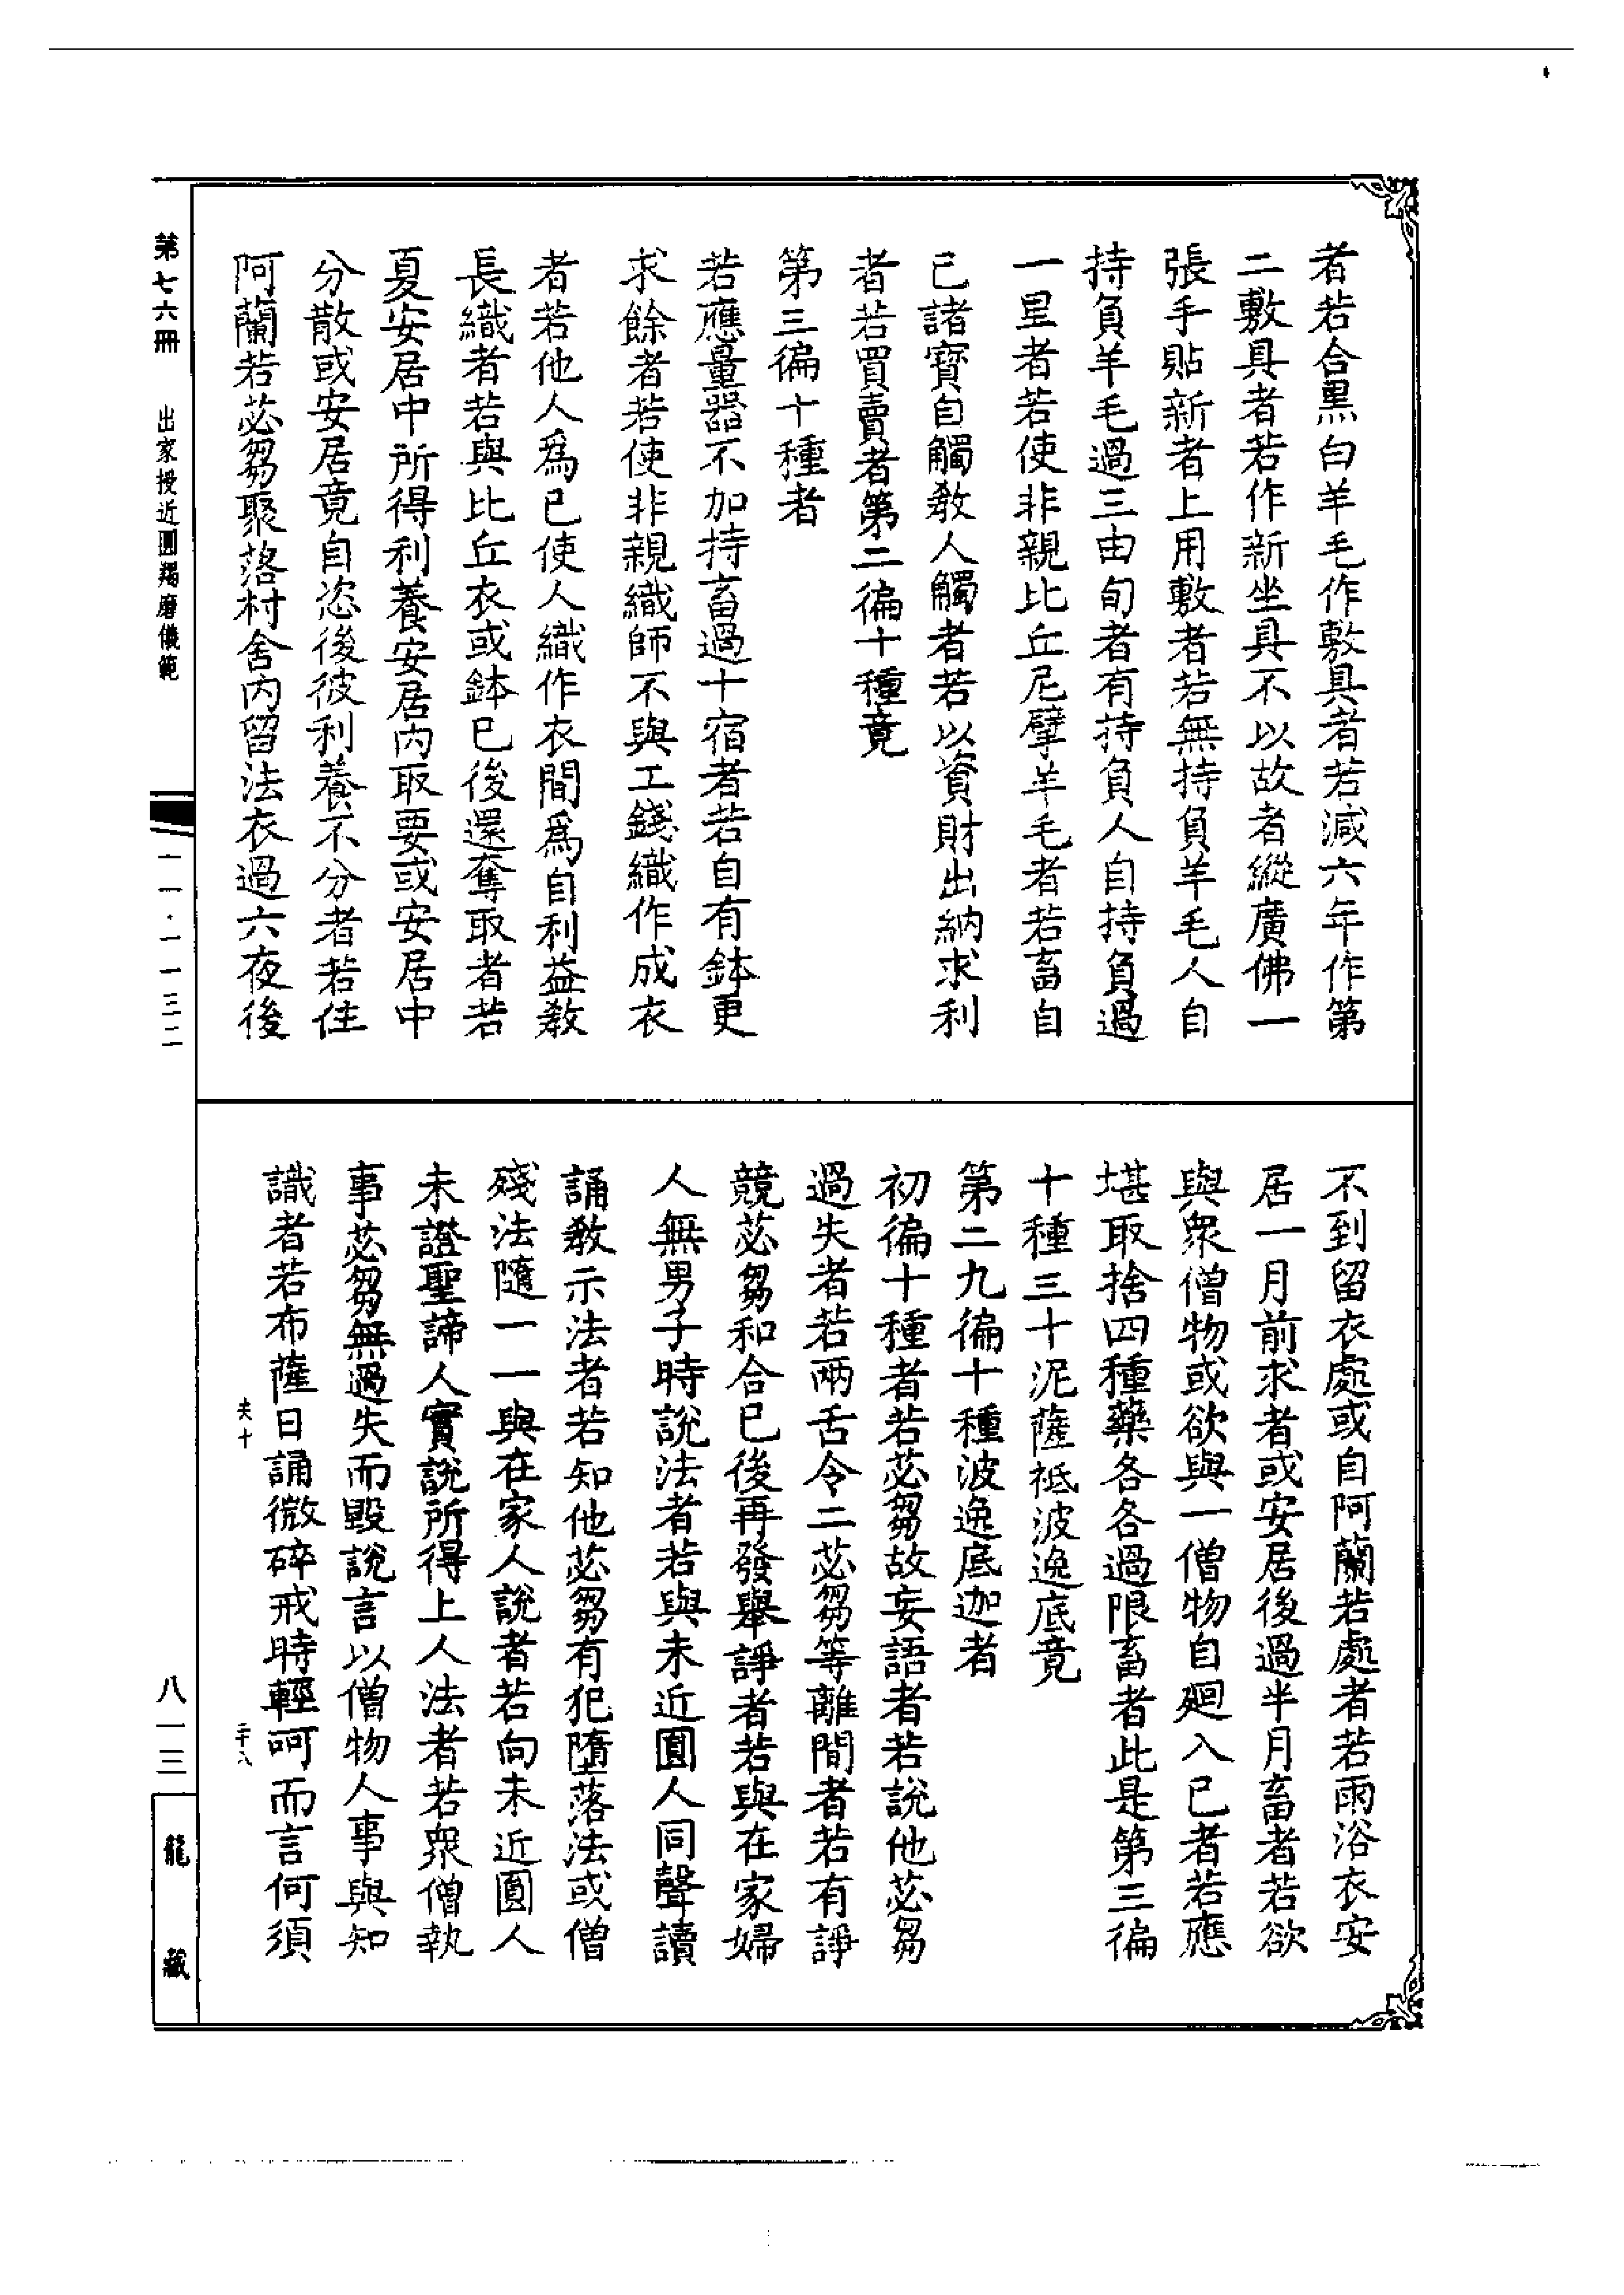 者若合黒白羊毛作敷具者若減六年作第
二敷具者若作新坐具不以故者縱廣佛一
張手貼新者上用敷者若無持負羊毛人自
持負羊毛過三由旬者有持負人自持負過
一里者若使非親比丘尼擘羊毛者若畜自
已諸寶自觸教人觸者若以資財出納求利
者若買賣者第二徧十種竟
第三徧十種者
若應量器不加持畜過十宿者若自有鉢更
求餘者若使非親織師不與工錢織作成衣
者若他人爲已使人織作衣間爲自利益教
長織者若與比丘衣或鉢已後還奪取者若
夏安居中所得利養安居內取要或安居中
分散或安居竟自恣後彼利養不分者若住
阿蘭若苾芻聚落村舍內留法衣過六夜後
不到留衣處或自阿蘭若處者若雨浴衣安
居一月前求者或安居後過半月畜者若欲
與衆僧物或欲與一僧物自廻入已者若應
堪取捨四種藥各各過限畜者此是第三徧
十種三十泥薩祇波逸底竟
第二九徧十種波逸底迦者
初徧十種者若苾芻故妄語者若說他苾芻
過失者若兩舌令二苾芻等離間者若有諍
競苾芻和合已後再發舉諍者若與在家婦
人無男子時說法者若與未近圓人同聲讀
誦教示法者若知他苾芻有犯墮落法或僧
殘法隨一一與在家人說者若向未近圓人
未證聖諦人實說所得上人法者若衆僧執
事苾芻無過失而毀說言以僧物人事與知
識者若布薩日誦微碎戒時輕呵而言何須
夫十
二十八
第七六冊
出家授近圓羯磨儀範
一一·一一三二
八一三
龍藏